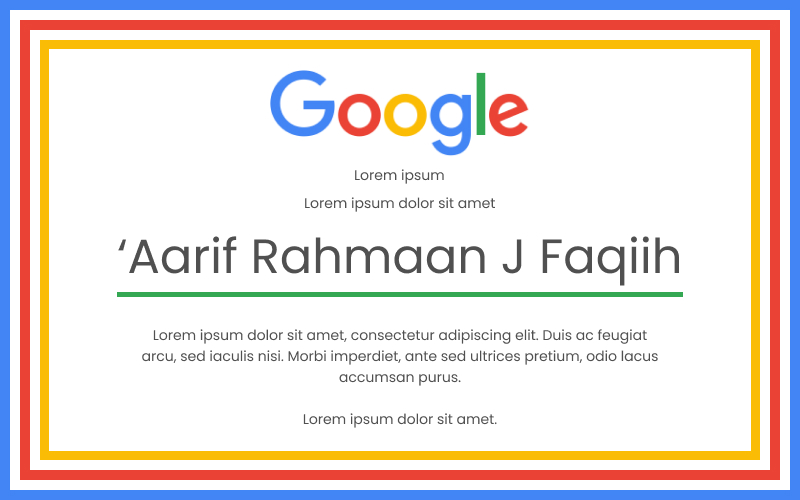 Google
Lorem ipsum
Lorem ipsum dolor sit amet
‘Aarif Rahmaan J Faqiih
Lorem ipsum dolor sit amet, consectetur adipiscing elit. Duis ac feugiat
arcu, sed iaculis nisi. Morbi imperdiet, ante sed ultrices pretium, odio lacus
accumsan purus.
Lorem ipsum dolor sit amet.